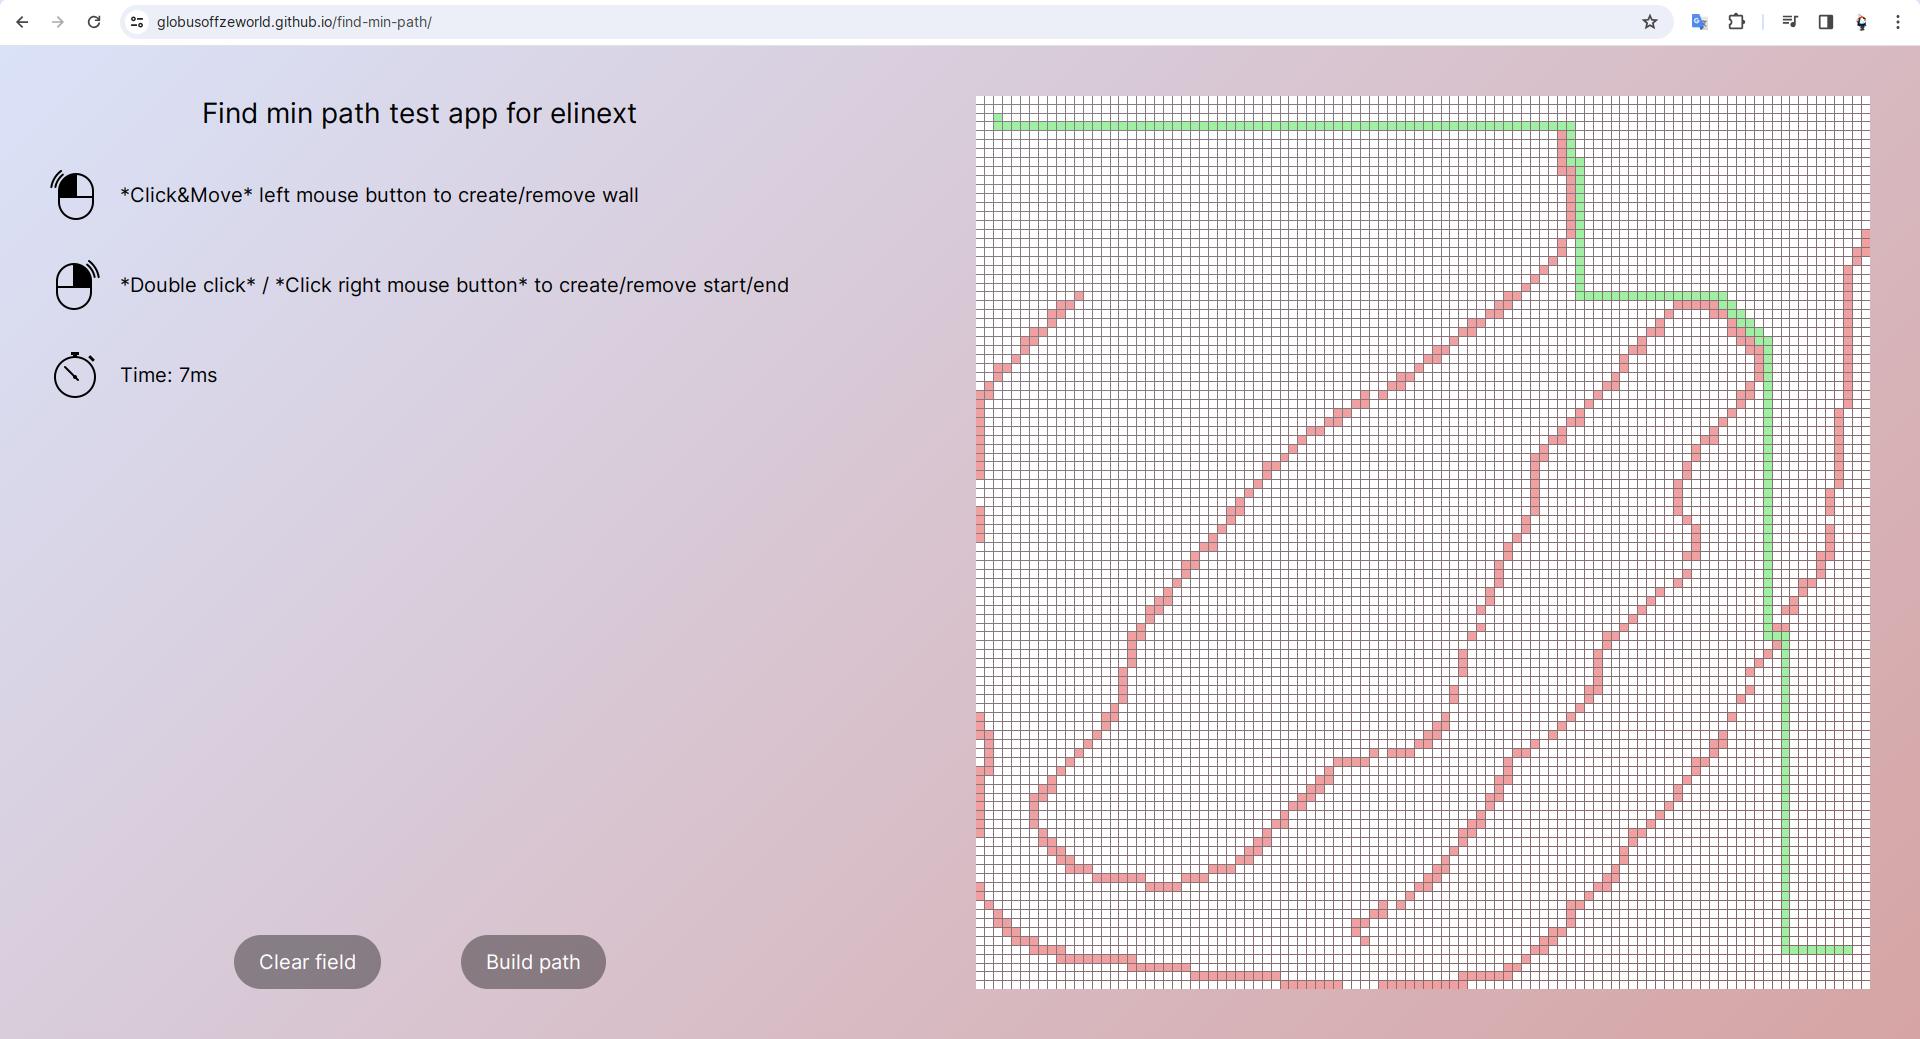 globusoffzeworld.github.io/find-min-path/
Find min path test app for elinext
*Click&Move* left mouse button to create/remove wall
*Double click* / *Click right mouse button* to create/remove start/end
Time: 7ms
Clear field
Build path